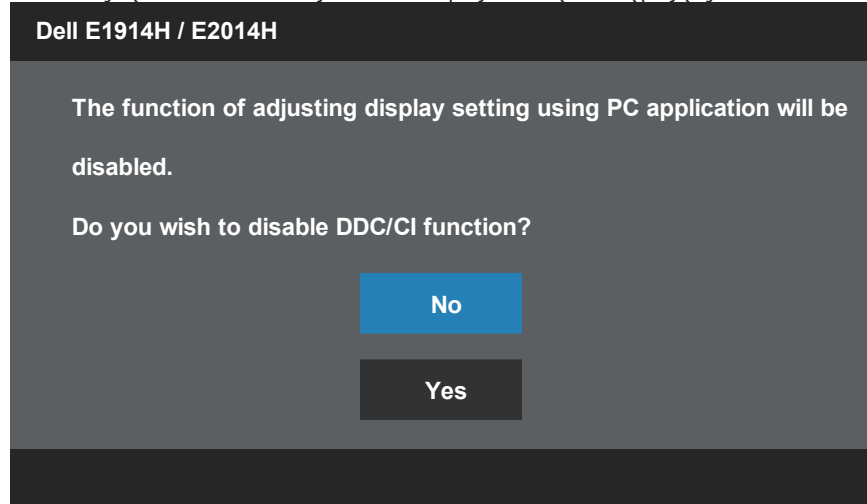 Dell E1914H / E2014H
The function of adjusting display setting using PC application will be
disabled.
Do you wish to disable DDC/CI function?
No
Yes